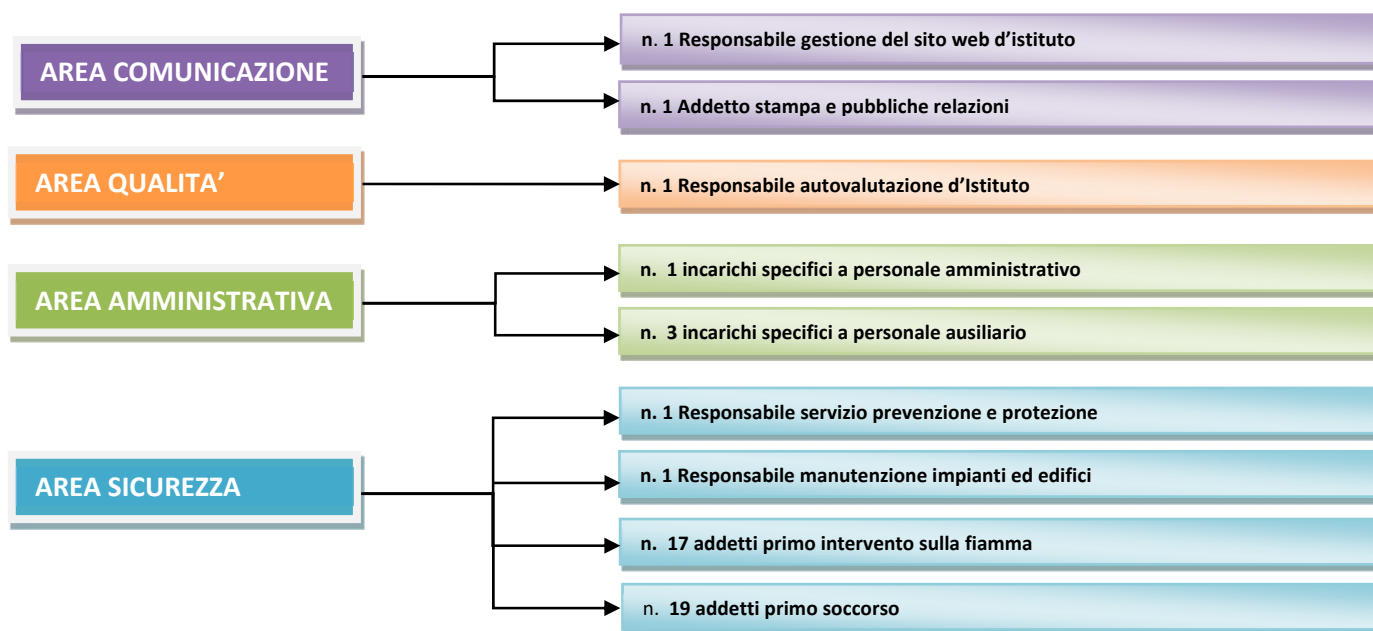 AREA COMUNICAZIONE
n. 1 Responsabile gestione del sito web d’istituto
n. 1 Addetto stampa e pubbliche relazioni
AREA QUALITA’
n. 1 Responsabile autovalutazione d’Istituto
AREA AMMINISTRATIVA
n. 1 incarichi specifici a personale amministrativo
n. 3 incarichi specifici a personale ausiliario
AREA SICUREZZA
n. 1 Responsabile servizio prevenzione e protezione
n. 1 Responsabile manutenzione impianti ed edifici
n. 17 addetti primo intervento sulla fiamma
n. 19 addetti primo soccorso